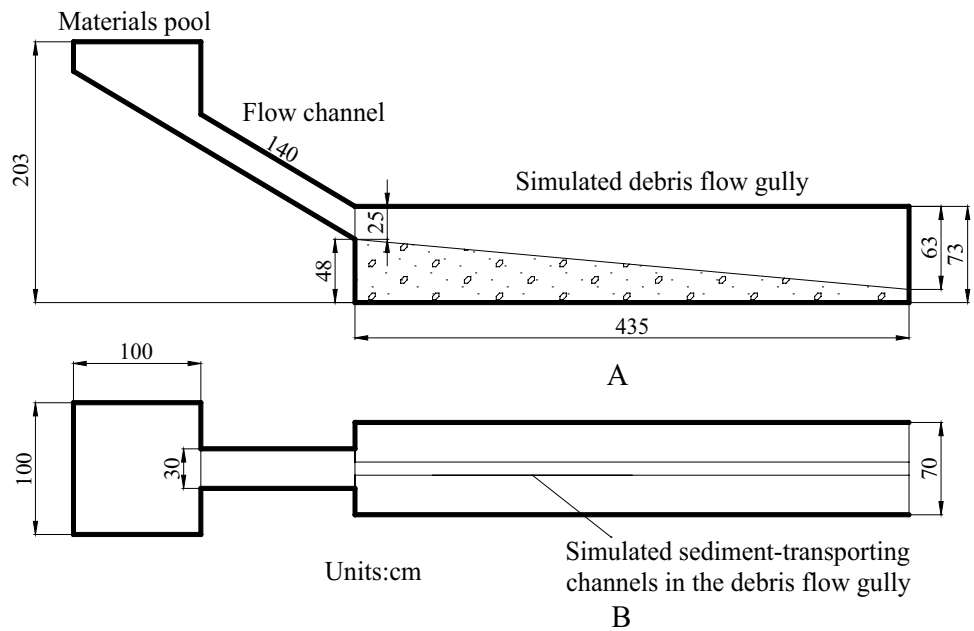 Materials pool
Flow channel
140
203
Simulated debris flow gully
25
48
63
73
435
A
100
100
30
70
Simulated sediment-transporting
channels in the debris flow gully
Units:cm
B